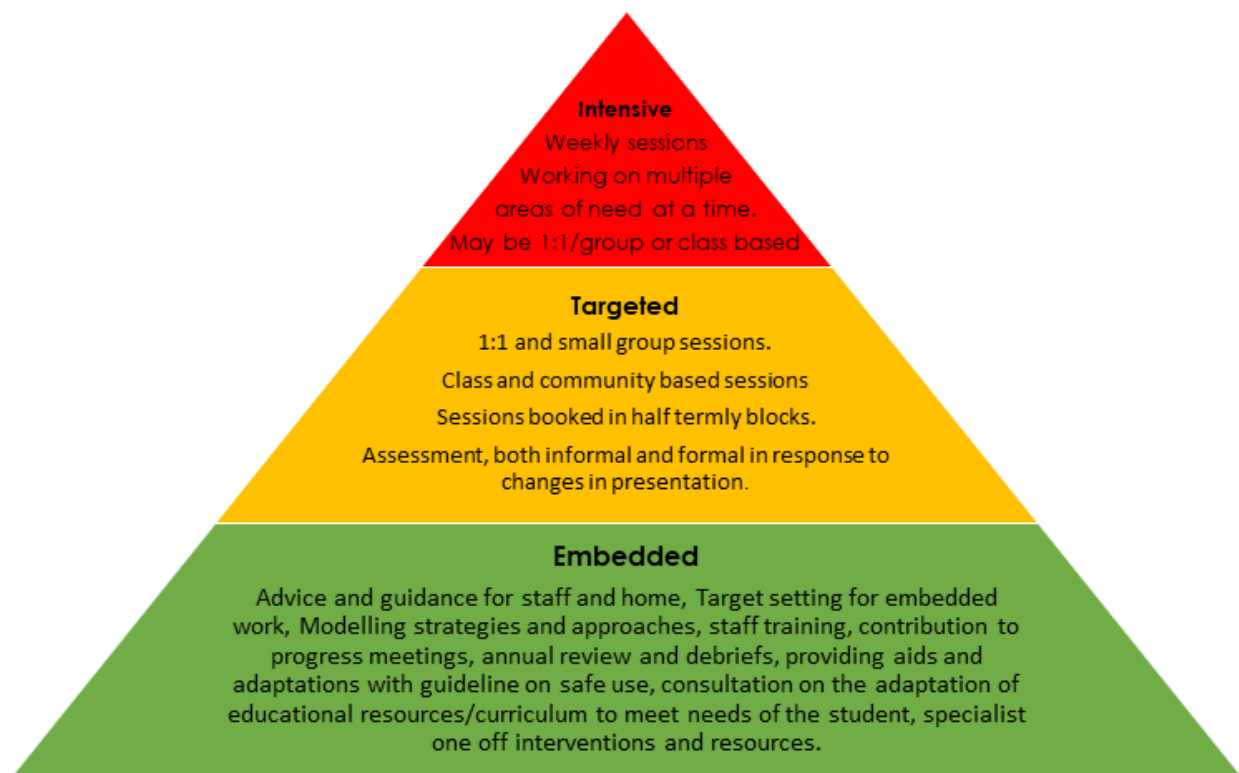 Intensive
Weekly sessions
Working on multiple
areas of need at a time.
May be 1:1/group or class based
Targeted
1:1 and small group sessions.
Class and community based sessions
Sessions booked in half termly blocks.
Assessment, both informal and formal in response to
changes in presentation.
Embedded
Advice and guidance for staff and home, Target setting for embedded
work, Modelling strategies and approaches, staff training, contribution to
progress meetings, annual review and debriefs, providing aids and
adaptations with guideline on safe use, consultation on the adaptation of
educational resources/curriculum to meet needs of the student, specialist
one off interventions and resources.